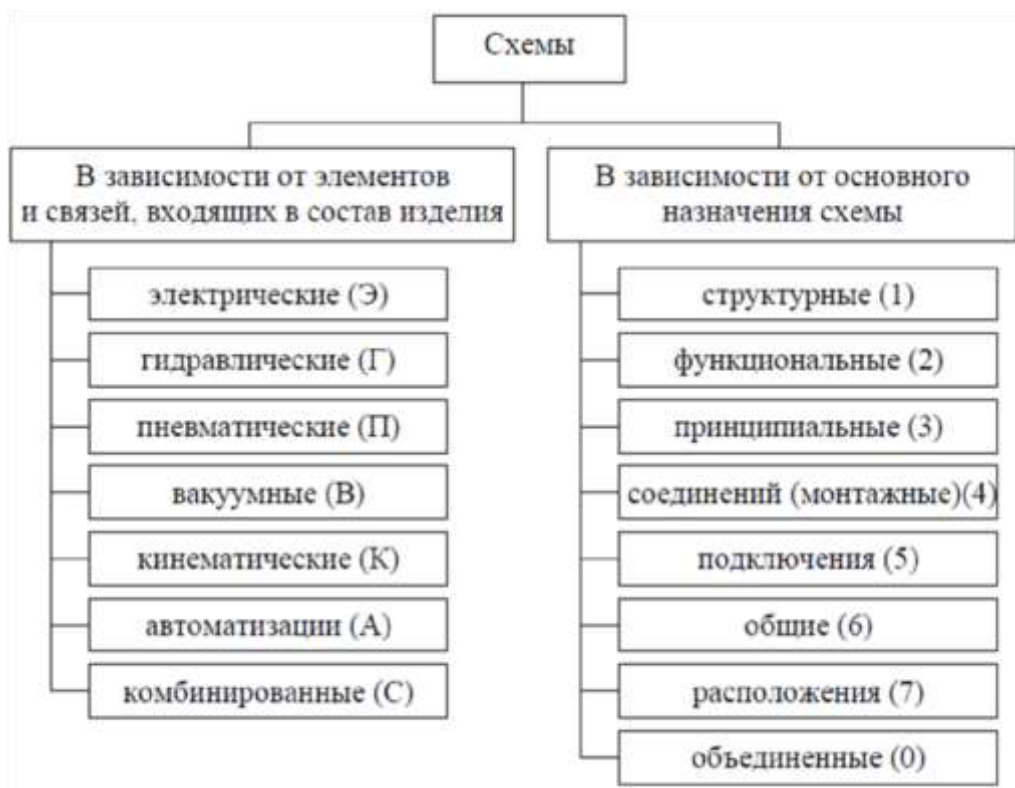 Схемы
В зависимости от элементов
и связей, входящих в состав изделия
электрические (Э)
гидравлические (Г)
пневматические (П)
вакуумные (В)
кинематические (К)
автоматизации (А)
комбинированные (С)
В зависимости от основного
назначения схемы
структурные (1)
функциональные (2)
принципиальные (3)
соединений (монтажные)(4)
подключения (5)
общие (6)
расположения (7)
объединенные (0)